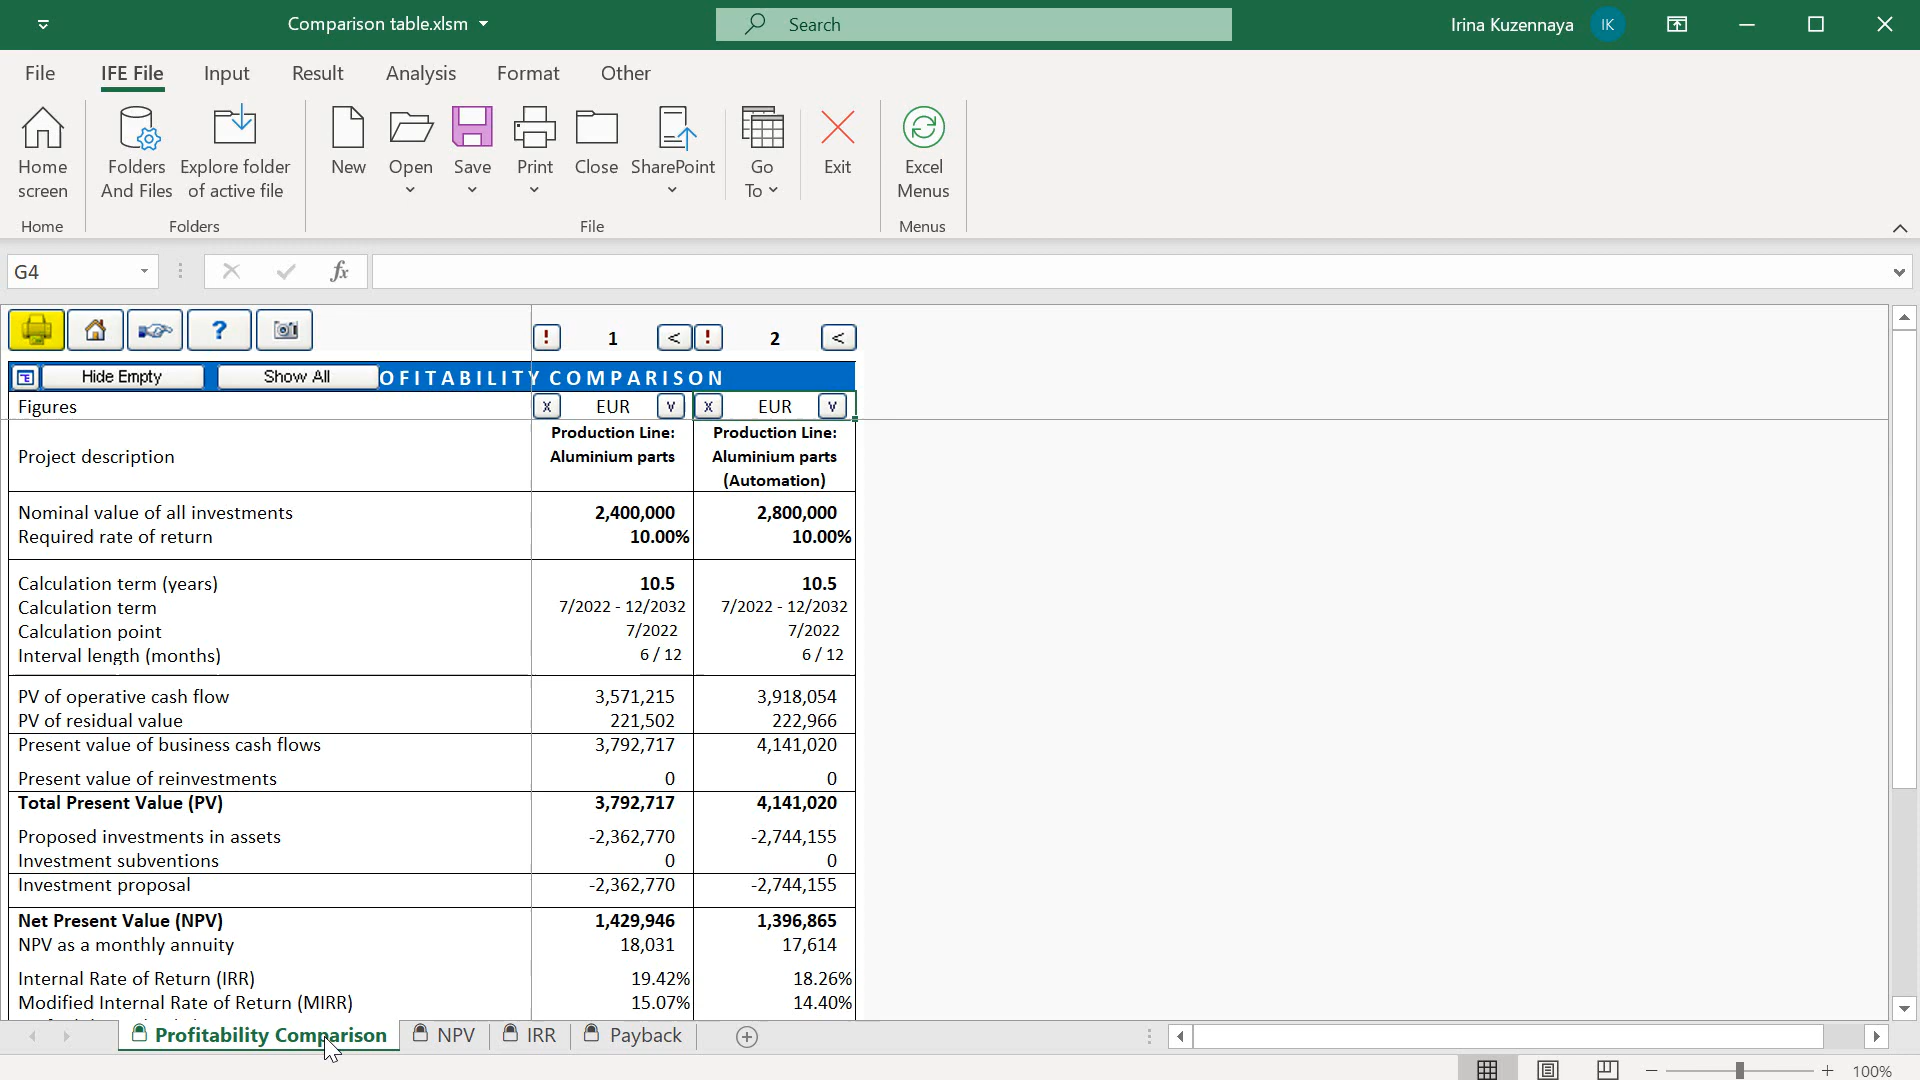 Comparison table.xlsm
Search
Irina Kuzennaya IK
File IFE File Input Result Analysis Format Other
Home screen
Folders And Files
Explore folder of active file
New
Open
Save
Print
Close
SharePoint
Go To
Exit
Excel Menus
Home Folders File Menus
G4 fx
? ! 1 < ! 2 <
Hide Empty Show All OFITABILITY COMPARISON
Figures X EUR V X EUR V
Project description
Production Line: Aluminium parts
Production Line: Aluminium parts (Automation)
Nominal value of all investments 2,400,000 2,800,000
Required rate of return 10.00% 10.00%
Calculation term (years) 10.5 10.5
Calculation term 7/2022 - 12/2032 7/2022 - 12/2032
Calculation point 7/2022 7/2022
Interval length (months) 6 / 12 6 / 12
PV of operative cash flow 3,571,215 3,918,054
PV of residual value 221,502 222,966
Present value of business cash flows 3,792,717 4,141,020
Present value of reinvestments 0 0
Total Present Value (PV) 3,792,717 4,141,020
Proposed investments in assets -2,362,770 -2,744,155
Investment subventions 0 0
Investment proposal -2,362,770 -2,744,155
Net Present Value (NPV) 1,429,946 1,396,865
NPV as a monthly annuity 18,031 17,614
Internal Rate of Return (IRR) 19.42% 18.26%
Modified Internal Rate of Return (MIRR) 15.07% 14.40%
Profitability Comparison NPV IRR Payback
100%